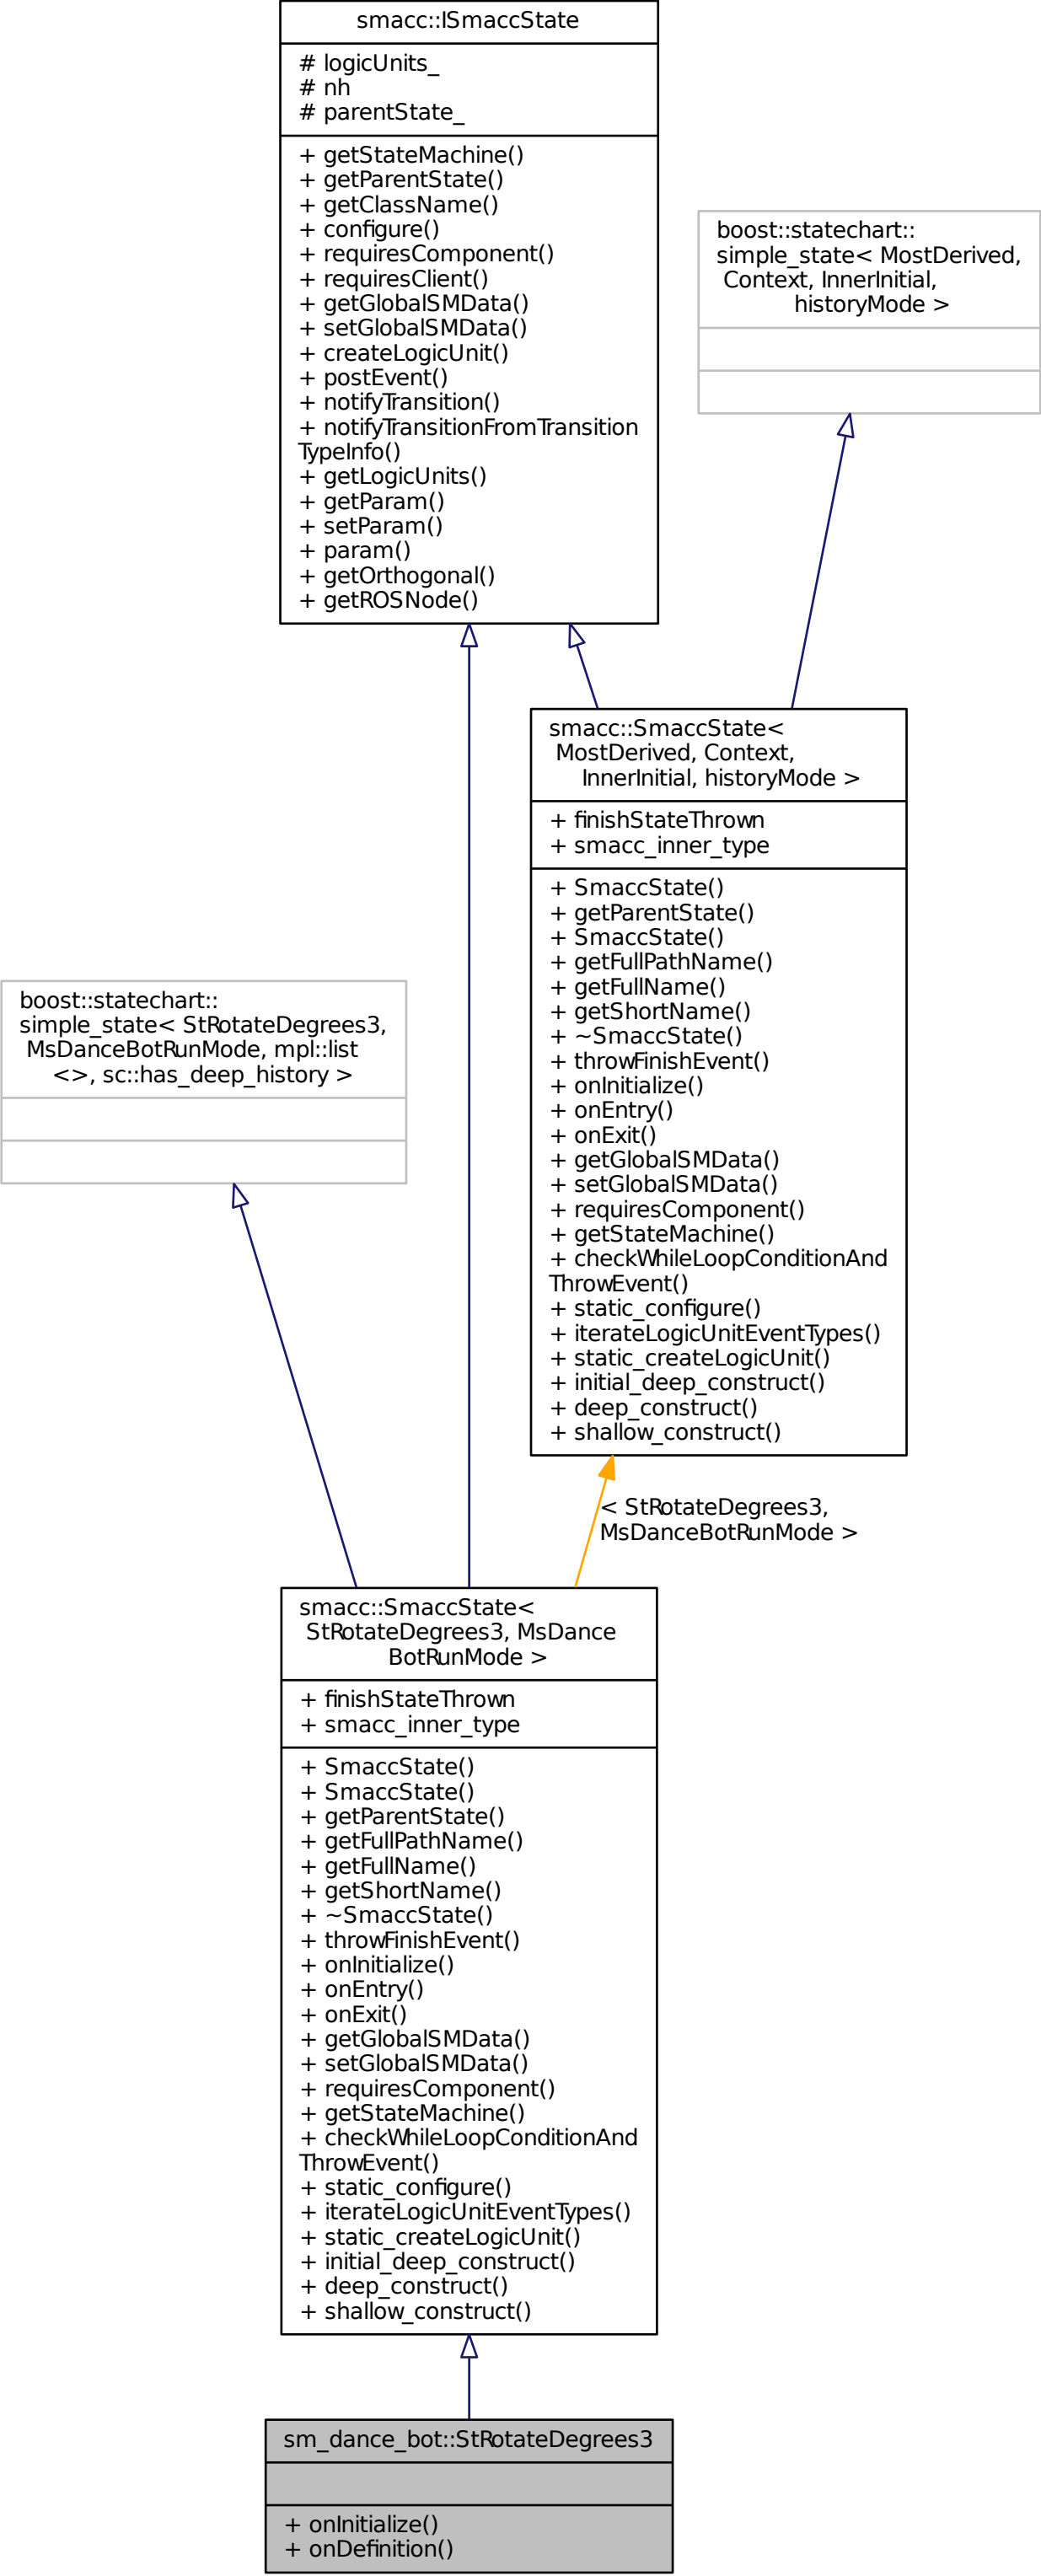 smacc::ISmaccState
# logicUnits_
# nh
# parentState_
+ getStateMachine()
+ getParentState()
+ getClassName()
+ configure()
+ requiresComponent()
+ requiresClient()
+ getGlobalSMData()
+ setGlobalSMData()
+ createLogicUnit()
+ postEvent()
+ notifyTransition()
+ notifyTransitionFromTransition
TypeInfo()
+ getLogicUnits()
+ getParam()
+ setParam()
+ param()
+ getOrthogonal()
+ getROSNode()
boost::statechart::
simple_state< MostDerived,
Context, InnerInitial,
historyMode >
smacc::SmaccState<
MostDerived, Context,
InnerInitial, historyMode >
+ finishStateThrown
+ smacc_inner_type
+ SmaccState()
+ getParentState()
+ SmaccState()
+ getFullPathName()
+ getFullName()
+ getShortName()
+ ~SmaccState()
+ throwFinishEvent()
+ onInitialize()
+ onEntry()
+ onExit()
+ getGlobalSMData()
+ setGlobalSMData()
+ requiresComponent()
+ getStateMachine()
+ checkWhileLoopConditionAnd
ThrowEvent()
+ static_configure()
+ iterateLogicUnitEventTypes()
+ static_createLogicUnit()
+ initial_deep_construct()
+ deep_construct()
+ shallow_construct()
boost::statechart::
simple_state< StRotateDegrees3,
MsDanceBotRunMode, mpl::list
<>, sc::has_deep_history >
< StRotateDegrees3,
MsDanceBotRunMode >
smacc::SmaccState<
StRotateDegrees3, MsDance
BotRunMode >
+ finishStateThrown
+ smacc_inner_type
+ SmaccState()
+ SmaccState()
+ getParentState()
+ getFullPathName()
+ getFullName()
+ getShortName()
+ ~SmaccState()
+ throwFinishEvent()
+ onInitialize()
+ onEntry()
+ onExit()
+ getGlobalSMData()
+ setGlobalSMData()
+ requiresComponent()
+ getStateMachine()
+ checkWhileLoopConditionAnd
ThrowEvent()
+ static_configure()
+ iterateLogicUnitEventTypes()
+ static_createLogicUnit()
+ initial_deep_construct()
+ deep_construct()
+ shallow_construct()
sm_dance_bot::StRotateDegrees3
+ onInitialize()
+ onDefinition()